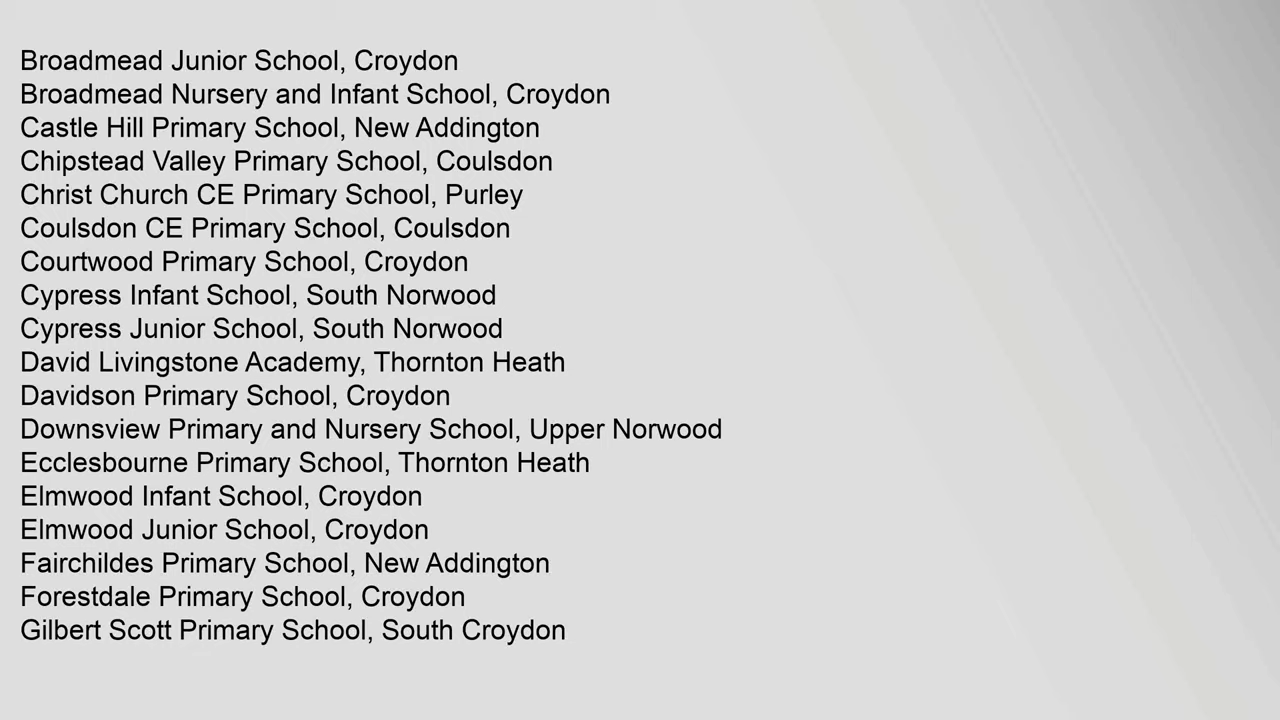 Broadmead Junior School, Croydon
Broadmead Nursery and Infant School, Croydon
Castle Hill Primary School, New Addington
Chipstead Valley Primary School, Coulsdon
Christ Church CE Primary School, Purley
Coulsdon CE Primary School, Coulsdon
Courtwood Primary School, Croydon
Cypress Infant School, South Norwood
Cypress Junior School, South Norwood
David Livingstone Academy, Thornton Heath
Davidson Primary School, Croydon
Downsview Primary and Nursery School, Upper Norwood
Ecclesbourne Primary School, Thornton Heath
Elmwood Infant School, Croydon
Elmwood Junior School, Croydon
Fairchildes Primary School, New Addington
Forestdale Primary School, Croydon
Gilbert Scott Primary School, South Croydon